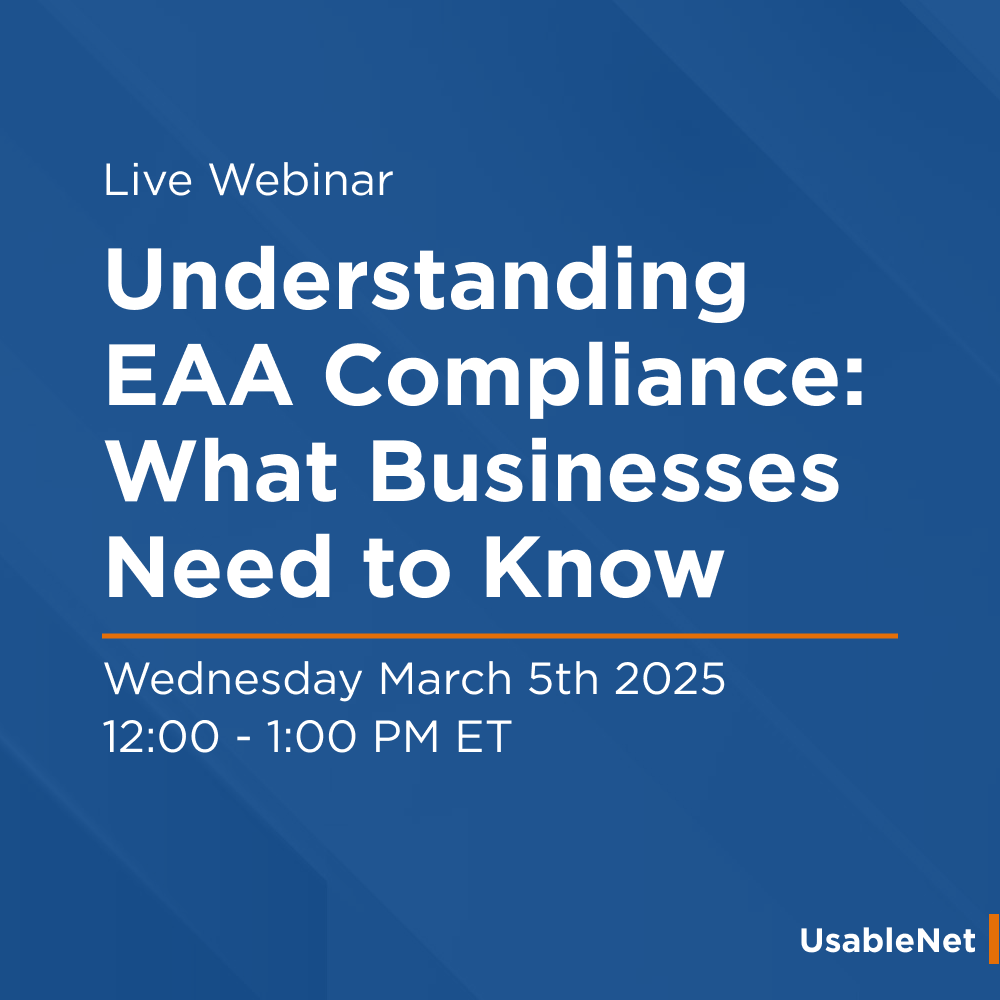 Live Webinar
Understanding
EAA Compliance:
What Businesses
Need to Know
Wednesday March 5th 2025
12:00 - 1:00 PM ET
UsableNet